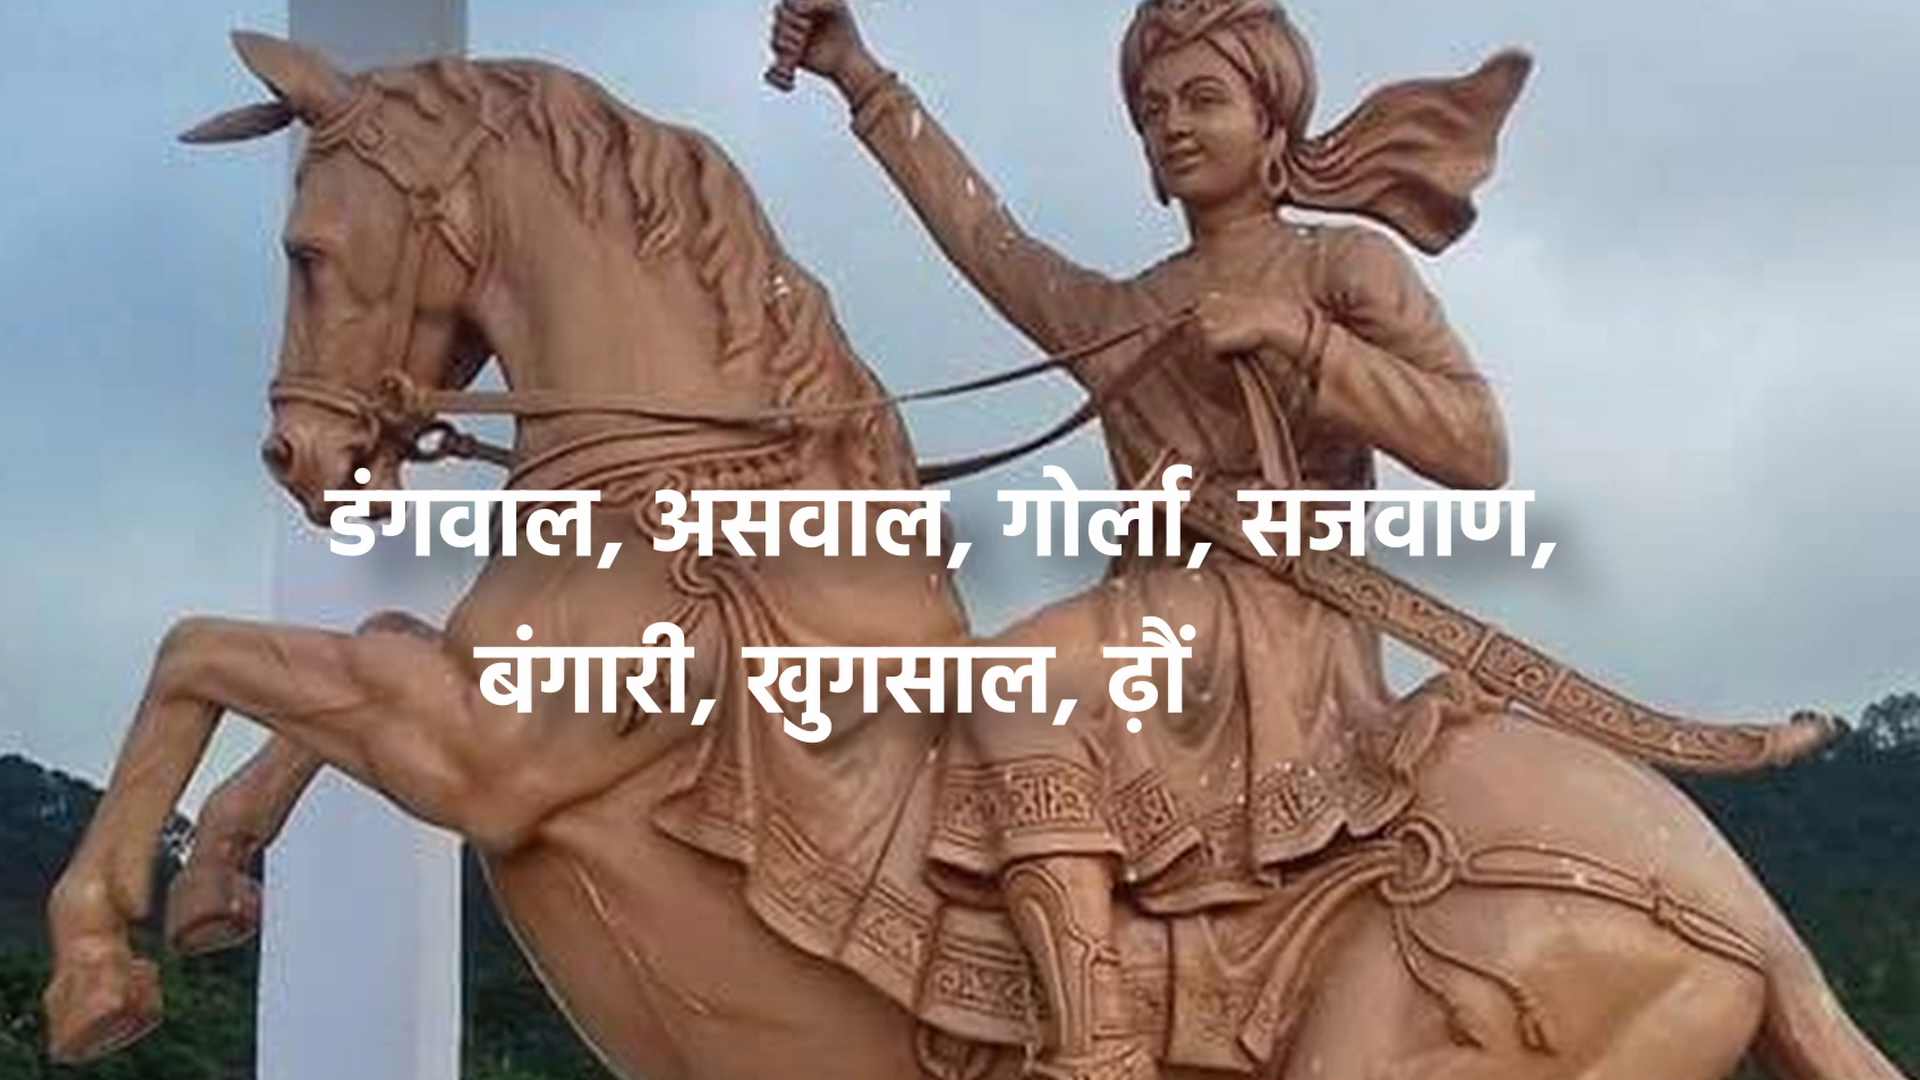 डंगवाल, असवाल, गोर्ला, सजवाण,
बंगारी, खुगसाल, ढ़ौं